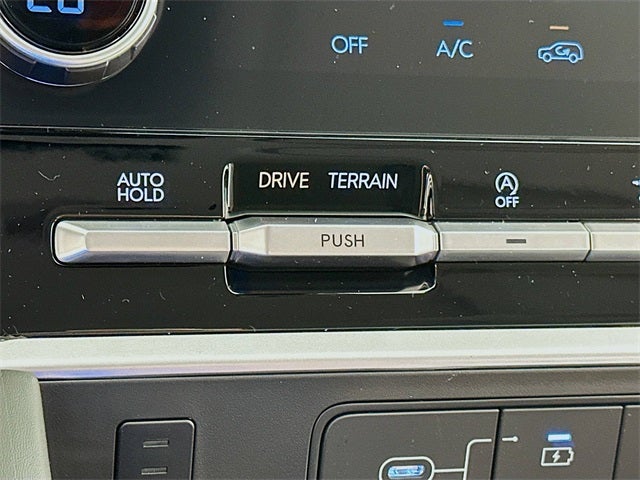 OFF A/C
AUTO
HOLD
DRIVE TERRAIN
A
OFF
PUSH